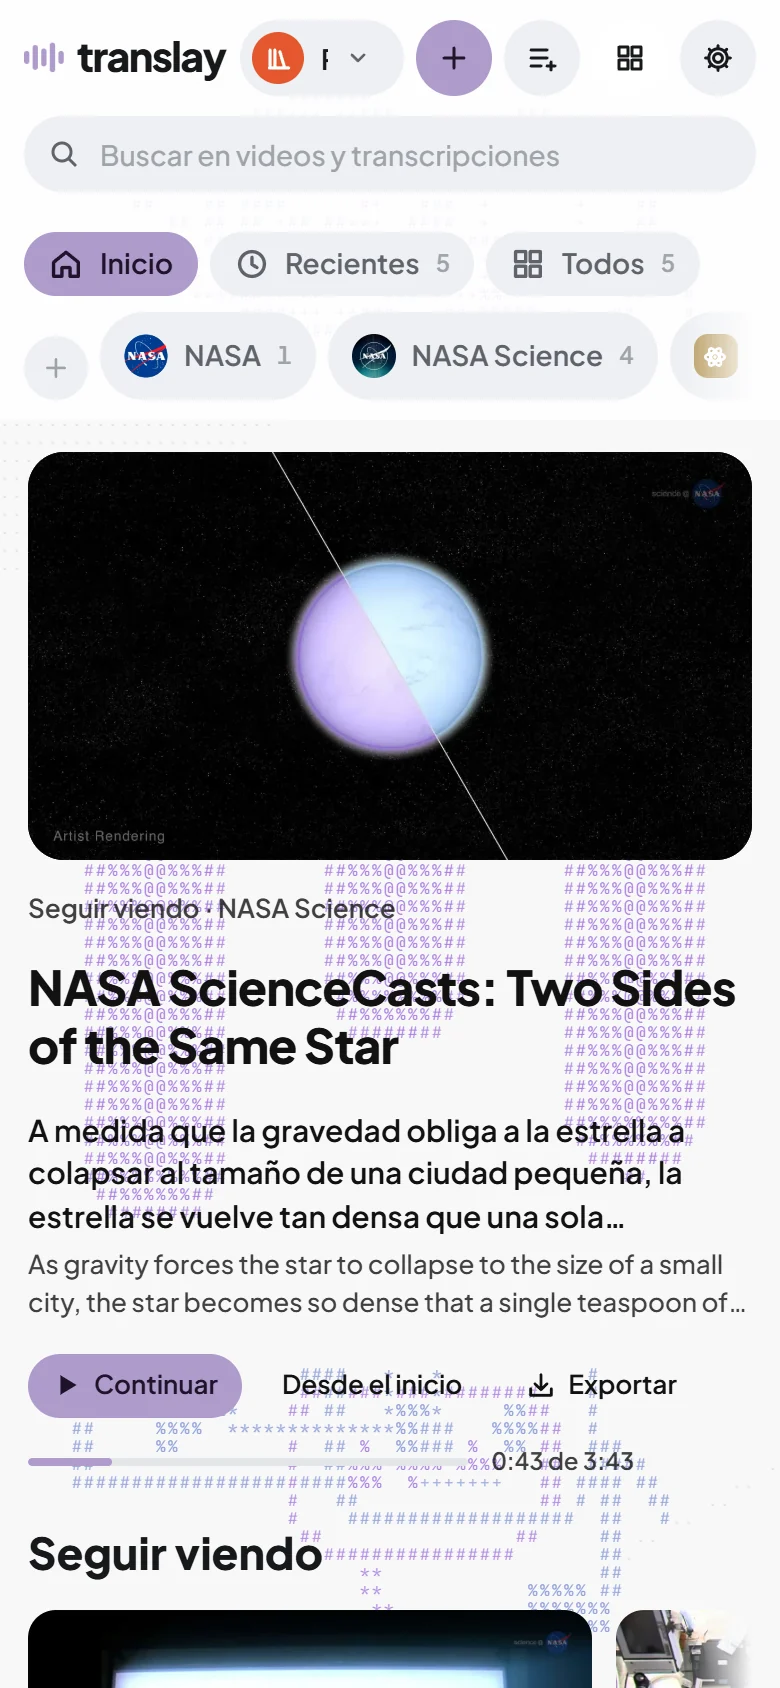 translay
Buscar en videos y transcripciones
Inicio
Recientes 5
Todos 5
NASA 1
NASA Science 4
science @ NASA
Artist Rendering
Seguir viendo · NASA Science
NASA ScienceCasts: Two Sides
of the Same Star
A medida que la gravedad obliga a la estrella a
colapsar al tamaño de una ciudad pequeña, la
estrella se vuelve tan densa que una sola...
As gravity forces the star to collapse to the size of a small
city, the star becomes so dense that a single teaspoon of...
Continuar
Desde el inicio
Exportar
0:43 de 3:43
Seguir viendo
science @ NASA